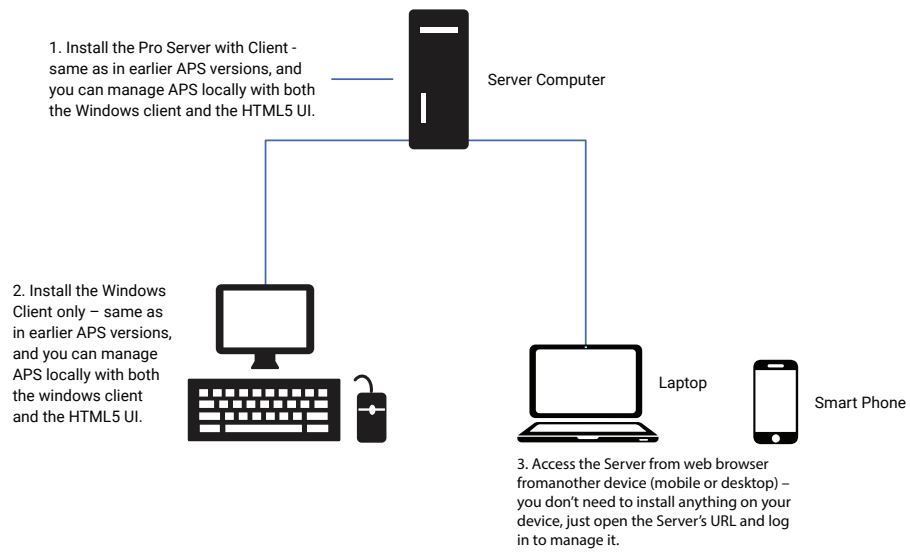 1. Install the Pro Server with Client -
same as in earlier APS versions, and
you can manage APS locally with both
the Windows client and the HTML5 UI.
Server Computer
2. Install the Windows
Client only – same as
in earlier APS versions,
and you can manage
APS locally with both
the windows client
and the HTML5 UI.
Laptop
Smart Phone
3. Access the Server from web browser
fromanother device (mobile or desktop) –
you don't need to install anything on your
device, just open the Server's URL and log
in to manage it.